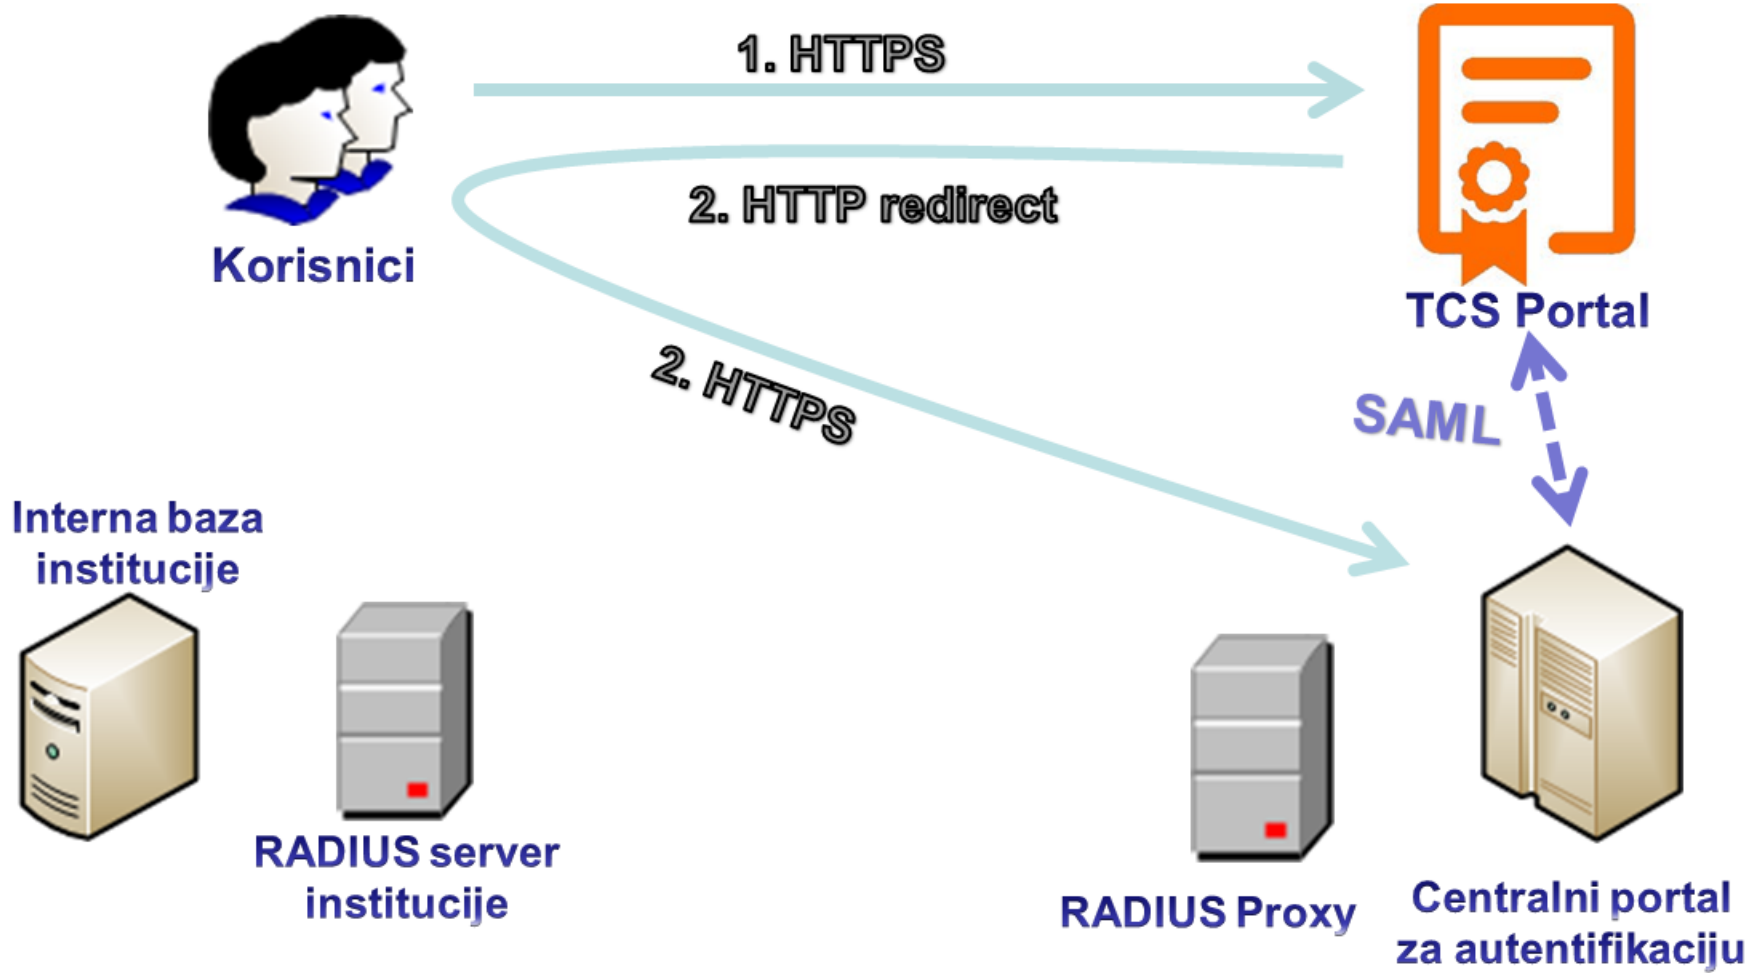 1. HTTPS
2. HTTP redirect
Korisnici
TCS Portal
2. HTTPS
SAML
Interna baza
institucije
RADIUS server
institucije
RADIUS Proxy
Centralni portal
za autentifikaciju